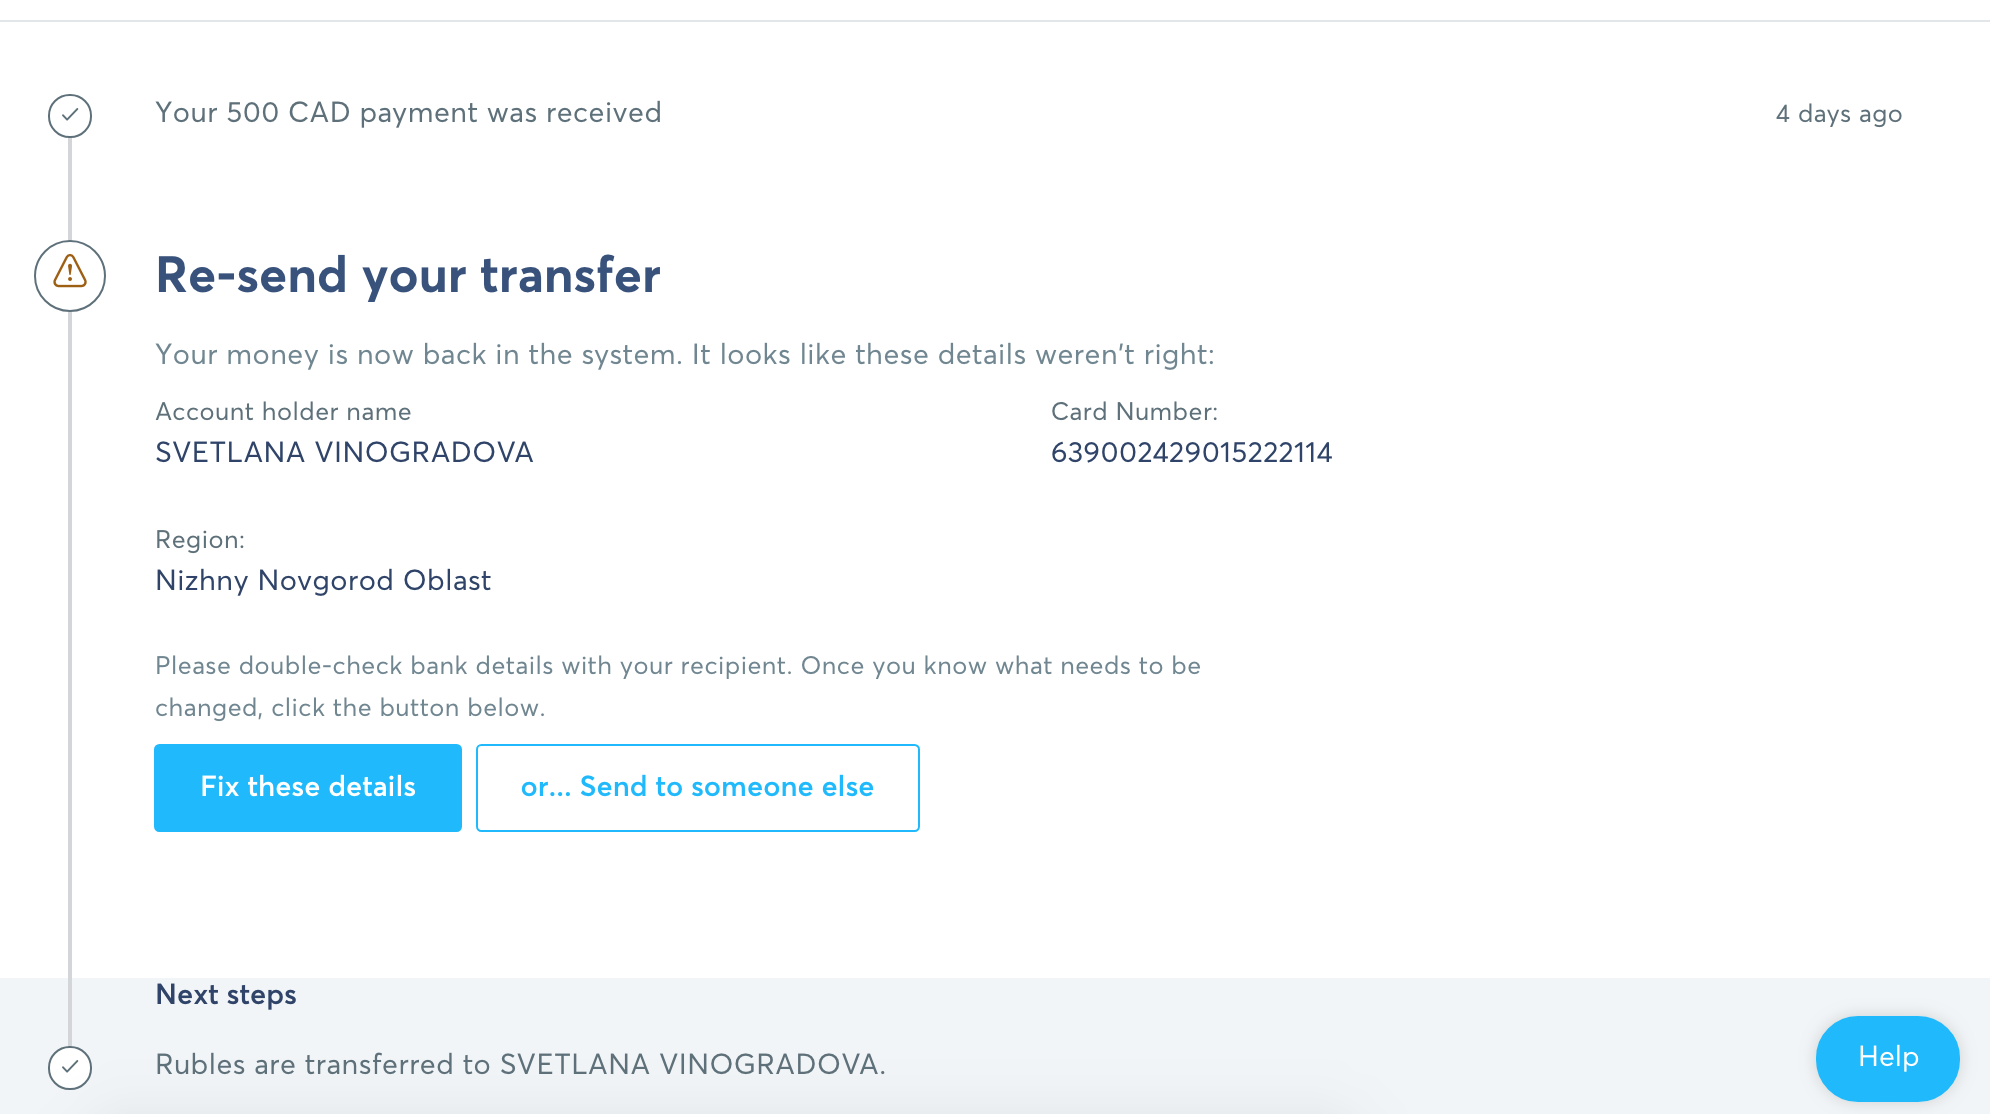 Your 500 CAD payment was received
4 days ago
Re-send your transfer
Your money is now back in the system. It looks like these details weren't right:
Account holder name
Card Number:
SVETLANA VINOGRADOVA
639002429015222114
Region:
Nizhny Novgorod Oblast
Please double-check bank details with your recipient. Once you know what needs to be
changed, click the button below.
Fix these details
or... Send to someone else
Next steps
Rubles are transferred to SVETLANA VINOGRADOVA.
Help